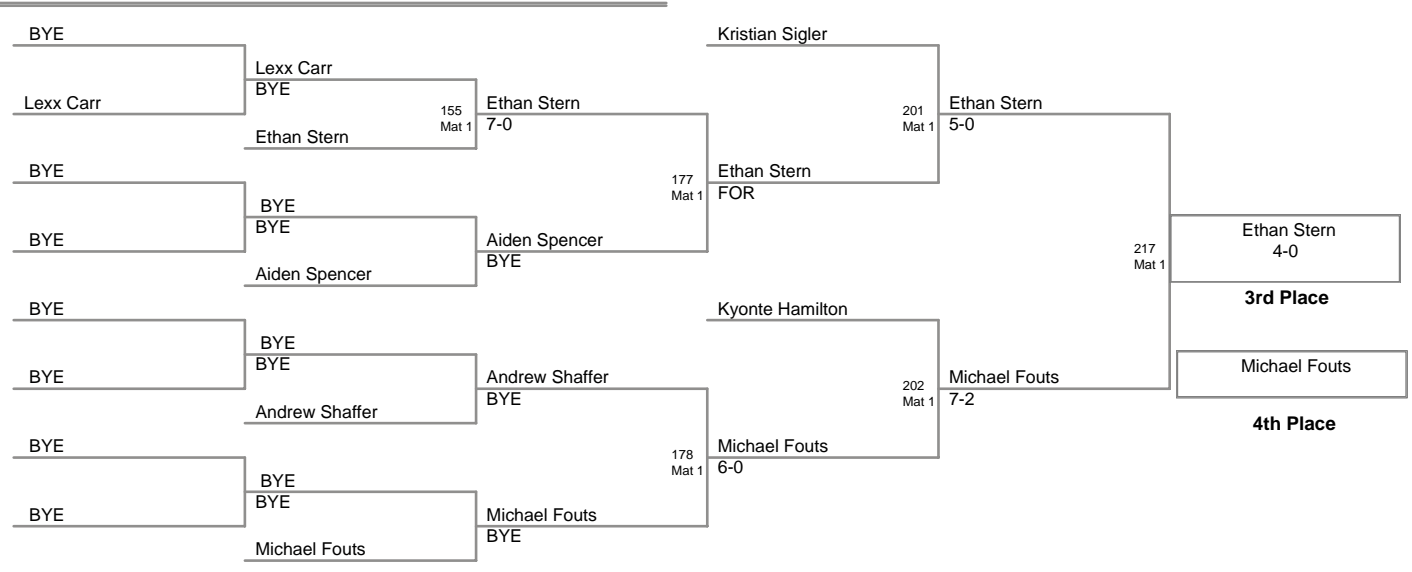 BYE
Lexx Carr
BYE
BYE
BYE
BYE
BYE
BYE
Lexx Carr
BYE
Ethan Stern
BYE
BYE
Aiden Spencer
BYE
BYE
Andrew Shaffer
BYE
BYE
Michael Fouts
155
Mat 1
Ethan Stern
7-0
Aiden Spencer
BYE
Andrew Shaffer
BYE
Michael Fouts
BYE
177
Mat 1
178
Mat 1
Kristian Sigler
Ethan Stern
FOR
Kyonte Hamilton
Michael Fouts
6-0
201
Mat 1
202
Mat 1
Ethan Stern
5-0
Michael Fouts
7-2
217
Mat 1
Ethan Stern
4-0
3rd Place
Michael Fouts
4th Place